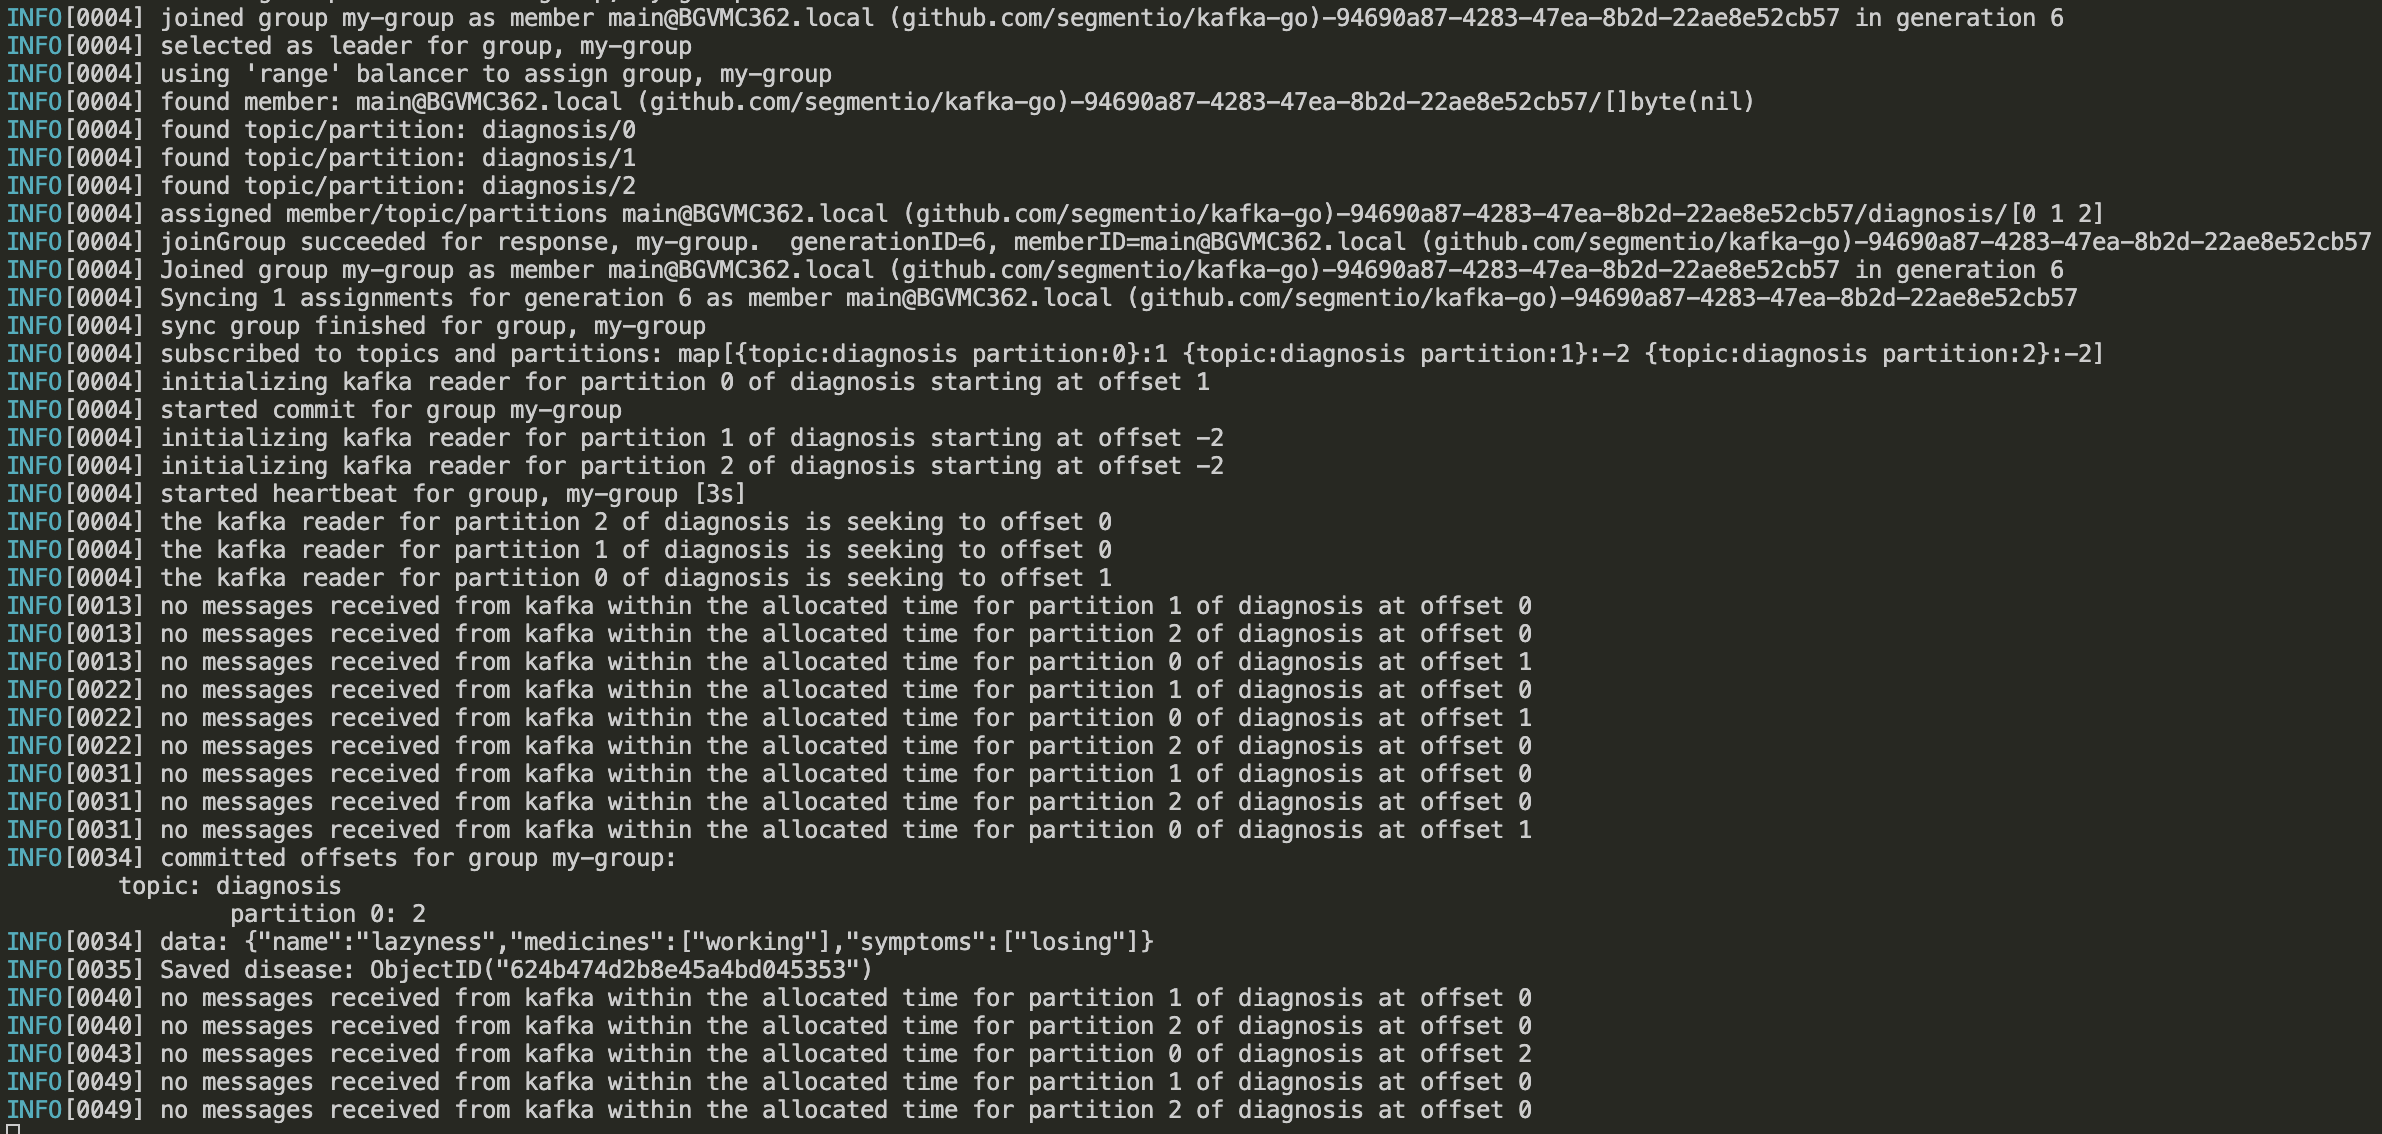 INFO[0004] joined group my-group as member main@BGVMC362.local (github.com/segmentio/kafka-go)-94690a87-4283-47ea-8b2d-22ae8e52cb57 in generation 6
INFO[0004] selected as leader for group, my-group
INFO[0004] using 'range' balancer to assign group, my-group
INFO[0004] found member: main@BGVMC362.local (github.com/segmentio/kafka-go)-94690a87-4283-47ea-8b2d-22ae8e52cb57/[]byte(nil)
INFO[0004] found topic/partition: diagnosis/0
INFO[0004] found topic/partition: diagnosis/1
INFO[0004] found topic/partition: diagnosis/2
INFO[0004] assigned member/topic/partitions main@BGVMC362.local (github.com/segmentio/kafka-go)-94690a87-4283-47ea-8b2d-22ae8e52cb57/diagnosis/[0 1 2]
INFO[0004] joinGroup succeeded for response, my-group.  generationID=6, memberID=main@BGVMC362.local (github.com/segmentio/kafka-go)-94690a87-4283-47ea-8b2d-22ae8e52cb57
INFO[0004] Joined group my-group as member main@BGVMC362.local (github.com/segmentio/kafka-go)-94690a87-4283-47ea-8b2d-22ae8e52cb57 in generation 6
INFO[0004] Syncing 1 assignments for generation 6 as member main@BGVMC362.local (github.com/segmentio/kafka-go)-94690a87-4283-47ea-8b2d-22ae8e52cb57
INFO[0004] sync group finished for group, my-group
INFO[0004] subscribed to topics and partitions: map[{topic:diagnosis partition:0}:1 {topic:diagnosis partition:1}:-2 {topic:diagnosis partition:2}:-2]
INFO[0004] initializing kafka reader for partition 0 of diagnosis starting at offset 1
INFO[0004] started commit for group my-group
INFO[0004] initializing kafka reader for partition 1 of diagnosis starting at offset -2
INFO[0004] initializing kafka reader for partition 2 of diagnosis starting at offset -2
INFO[0004] started heartbeat for group, my-group [3s]
INFO[0004] the kafka reader for partition 2 of diagnosis is seeking to offset 0
INFO[0004] the kafka reader for partition 1 of diagnosis is seeking to offset 0
INFO[0004] the kafka reader for partition 0 of diagnosis is seeking to offset 1
INFO[0013] no messages received from kafka within the allocated time for partition 1 of diagnosis at offset 0
INFO[0013] no messages received from kafka within the allocated time for partition 2 of diagnosis at offset 0
INFO[0013] no messages received from kafka within the allocated time for partition 0 of diagnosis at offset 1
INFO[0022] no messages received from kafka within the allocated time for partition 1 of diagnosis at offset 0
INFO[0022] no messages received from kafka within the allocated time for partition 0 of diagnosis at offset 1
INFO[0022] no messages received from kafka within the allocated time for partition 2 of diagnosis at offset 0
INFO[0031] no messages received from kafka within the allocated time for partition 1 of diagnosis at offset 0
INFO[0031] no messages received from kafka within the allocated time for partition 2 of diagnosis at offset 0
INFO[0031] no messages received from kafka within the allocated time for partition 0 of diagnosis at offset 1
INFO[0034] committed offsets for group my-group:
topic: diagnosis
partition 0: 2
INFO[0034] data: {"name":"lazyness","medicines":["working"],"symptoms":["losing"]}
INFO[0035] Saved disease: ObjectID("624b474d2b8e45a4bd045353")
INFO[0040] no messages received from kafka within the allocated time for partition 1 of diagnosis at offset 0
INFO[0040] no messages received from kafka within the allocated time for partition 2 of diagnosis at offset 0
INFO[0043] no messages received from kafka within the allocated time for partition 0 of diagnosis at offset 2
INFO[0049] no messages received from kafka within the allocated time for partition 1 of diagnosis at offset 0
INFO[0049] no messages received from kafka within the allocated time for partition 2 of diagnosis at offset 0